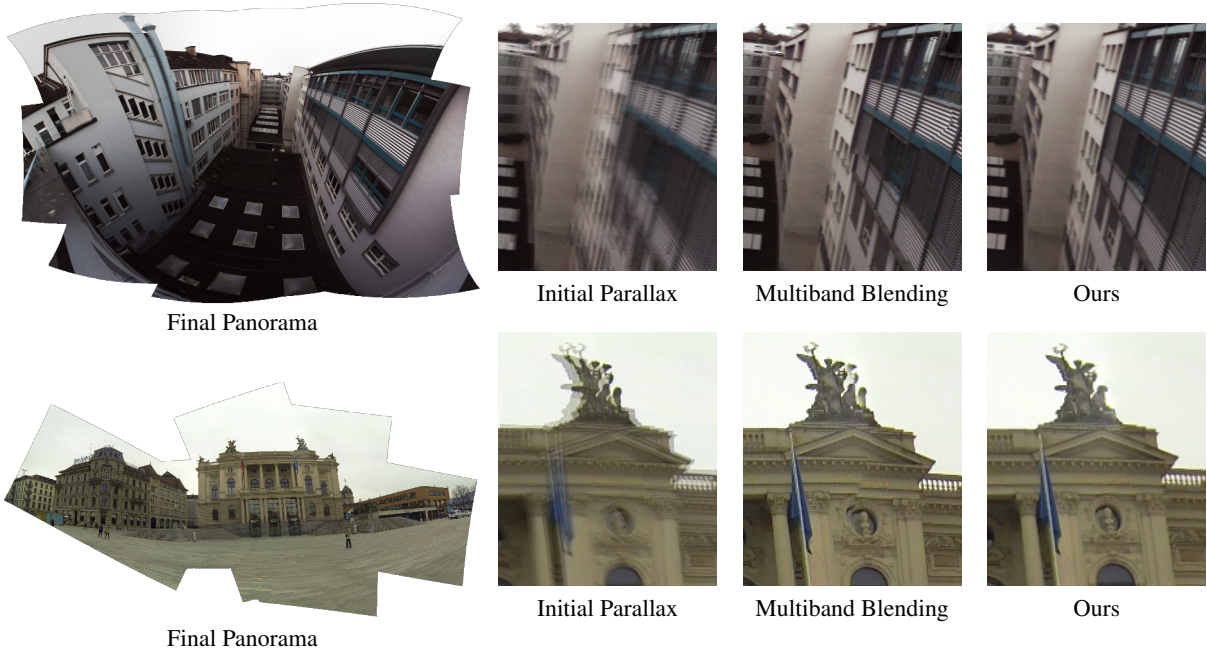 Initial Parallax
Multiband Blending
Ours
Final Panorama
Initial Parallax
Multiband Blending
Ours
Final Panorama